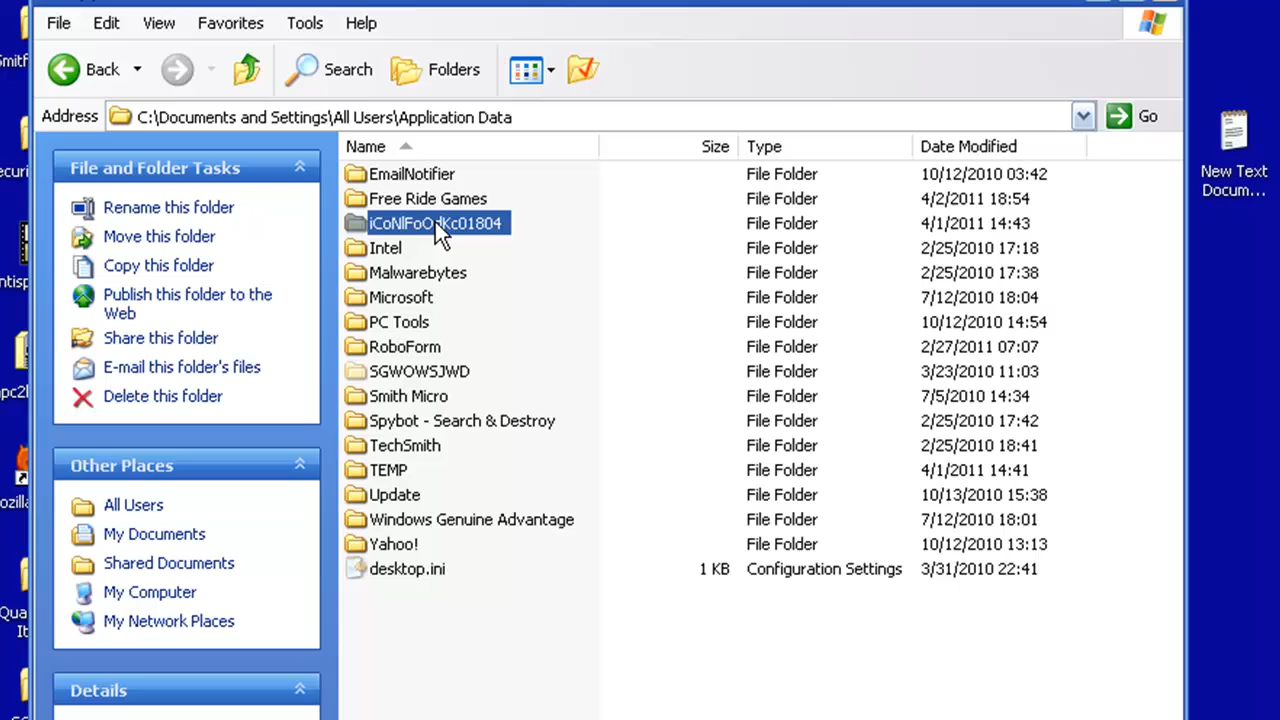 File Edit View Favorites Tools Help
Back Search Folders
Address C:\Documents and Settings\All Users\Application Data Go
File and Folder Tasks
Rename this folder
Move this folder
Copy this folder
Publish this folder to the
Web
Share this folder
E-mail this folder's files
Delete this folder
Other Places
All Users
My Documents
Shared Documents
My Computer
My Network Places
Details
Name Size Type Date Modified
EmailNotifier File Folder 10/12/2010 03:42
Free Ride Games File Folder 4/2/2011 18:54
File Folder 4/1/2011 14:43
Intel File Folder 2/25/2010 17:18
Malwarebytes File Folder 2/25/2010 17:38
Microsoft File Folder 7/12/2010 18:04
PC Tools File Folder 10/12/2010 14:54
RoboForm File Folder 2/27/2011 07:07
SGWOWSJWD File Folder 3/23/2010 11:03
Smith Micro File Folder 7/5/2010 14:34
Spybot - Search & Destroy File Folder 2/25/2010 17:42
TechSmith File Folder 2/25/2010 18:41
TEMP File Folder 4/1/2011 14:41
Update File Folder 10/13/2010 15:38
Windows Genuine Advantage File Folder 7/12/2010 18:01
Yahoo! File Folder 10/12/2010 13:13
desktop.ini 1 KB Configuration Settings 3/31/2010 22:41
New Text
Docum...